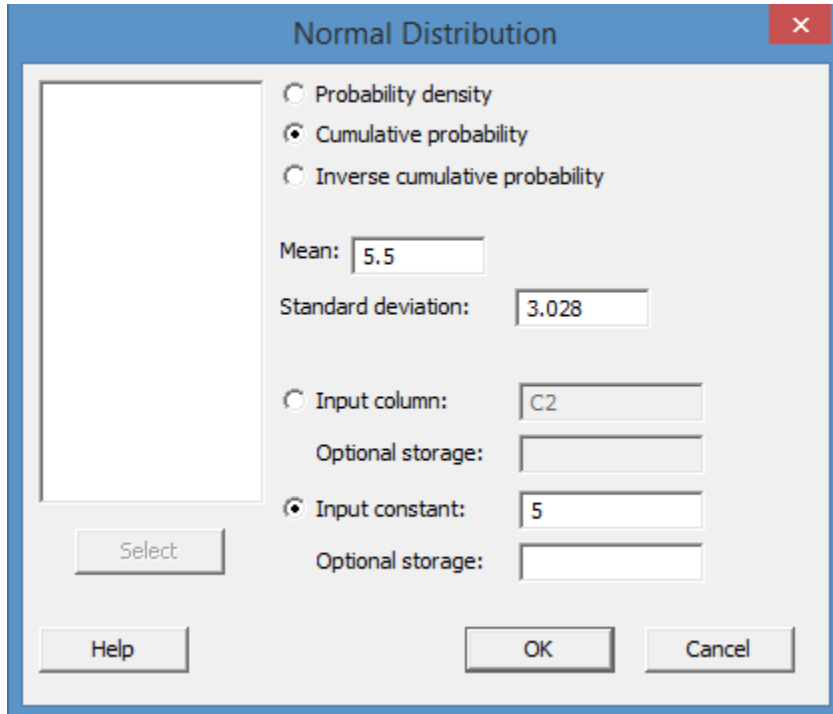 Normal Distribution
Probability density
Cumulative probability
Inverse cumulative probability
Mean: 5.5
Standard deviation: 3.028
Input column: C2
Optional storage:
Input constant: 5
Optional storage:
Select
Help OK Cancel